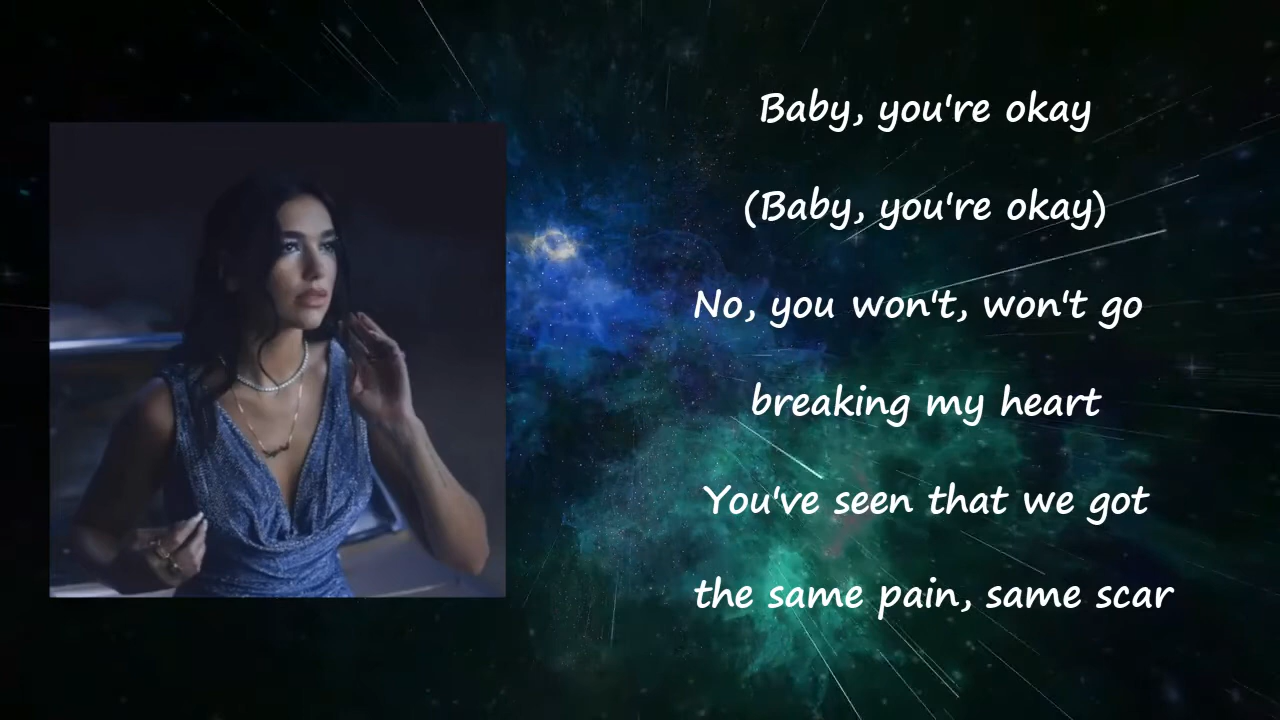 Baby, you're okay
(Baby, you're okay)
No, you won't, won't go
breaking my heart
You've seen that we got
the same pain, same scar